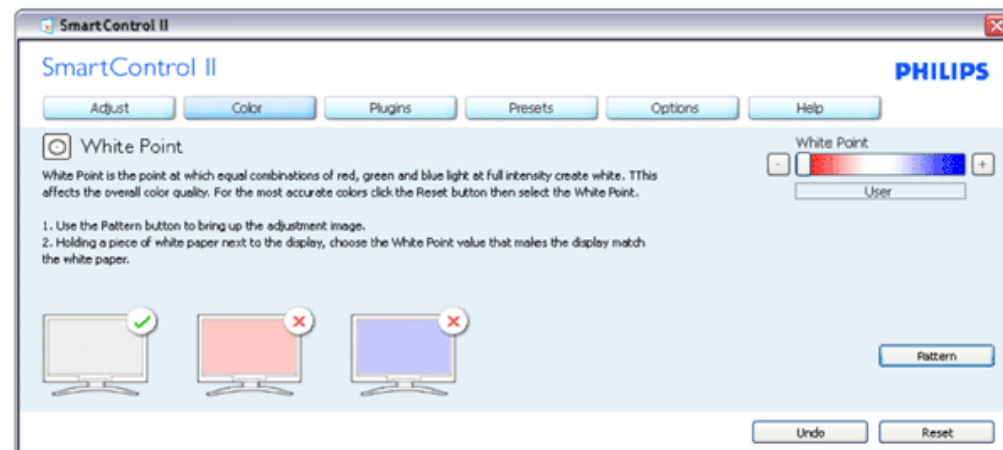 SmartControl II
SmartControl II
PHILIPS
Adjust
Color
Plugins
Presets
Options
Help
White Point
White Point is the point at which equal combinations of red, green and blue light at full intensity create white. TThis
affects the overall color quality. For the most accurate colors click the Reset button then select the White Point.
1. Use the Pattern button to bring up the adjustment image.
2. Holding a piece of white paper next to the display, choose the White Point value that makes the display match
the white paper.
White Point
-
+
User
Pattern
Undo
Reset